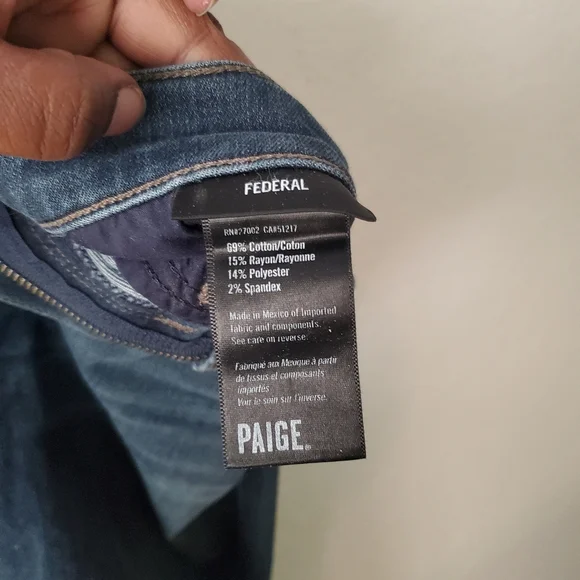 FEDERAL
RN#27002 CA#51217
69% Cotton/Coton
15% Rayon/Rayonne
14% Polyester
2% Spandex
Made in Mexico of imported
fabric and components.
See care on reverse.
Fabriqué aux Mexique à partir
de tissus et composants
importés
Voir le soin sur l'inverse.
PAIGE®